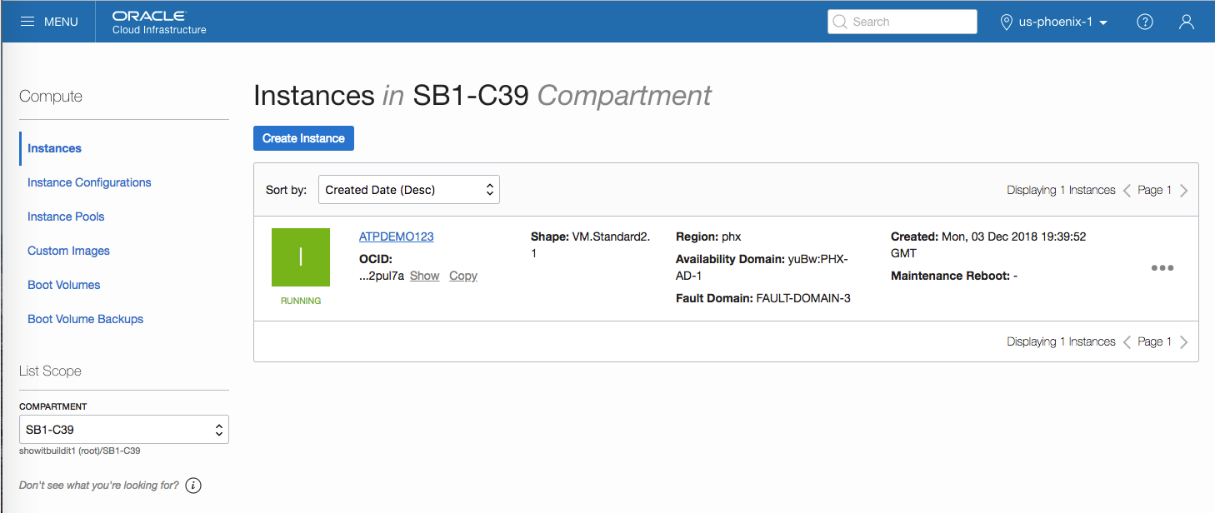 MENU
ORACLE
Cloud Infrastructure
Search
us-phoenix-1
Compute
Instances
Instance Configurations
Instance Pools
Custom Images
Boot Volumes
Boot Volume Backups
List Scope
COMPARTMENT
SB1-C39
showitbuildit1 (root)/SB1-C39
Don't see what you're looking for?
Instances in SB1-C39 Compartment
Create Instance
Sort by: Created Date (Desc)
Displaying 1 Instances < Page 1 >
I
RUNNING
ATPDEMO123
OCID:
...2pul7a Show Copy
Shape: VM.Standard2.
1
Region: phx
Availability Domain: yuBw:PHX-
AD-1
Fault Domain: FAULT-DOMAIN-3
Created: Mon, 03 Dec 2018 19:39:52
GMT
Maintenance Reboot: -
Displaying 1 Instances < Page 1 >